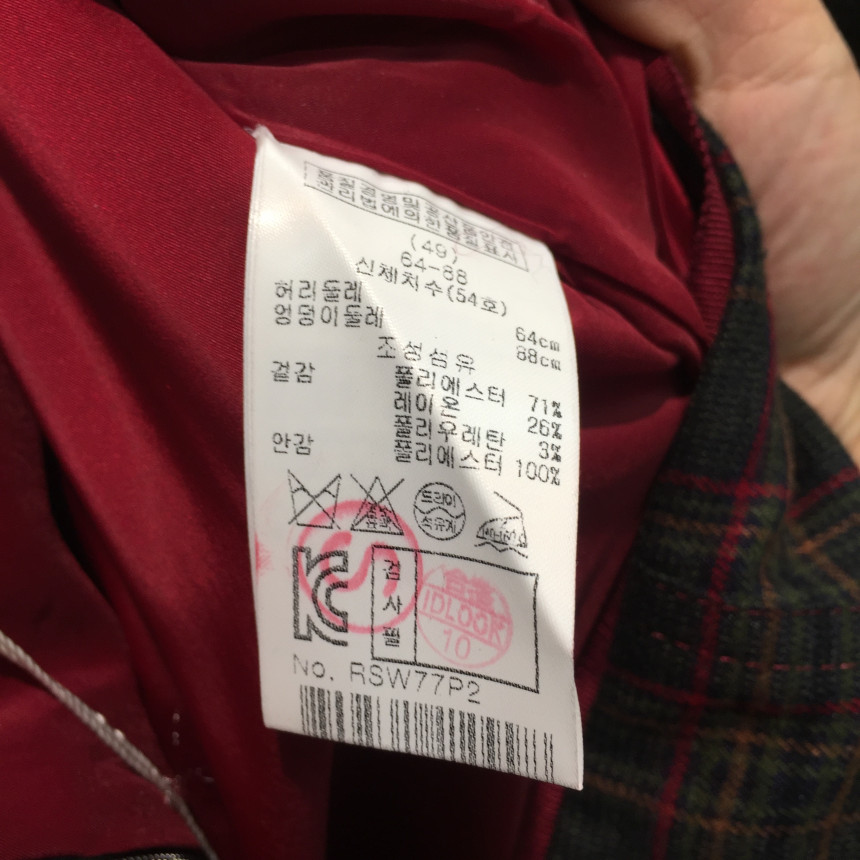 (49)
64-88
신체치수(54호)
허리둘레 64cm
엉덩이둘레 88cm
조성섬유
겉감 폴리에스터 71%
레이온 26%
폴리우레탄 3%
안감 폴리에스터 100%
드라이
석유계
KC
검
사
필
IDLOOK
10
No. RSW77P2